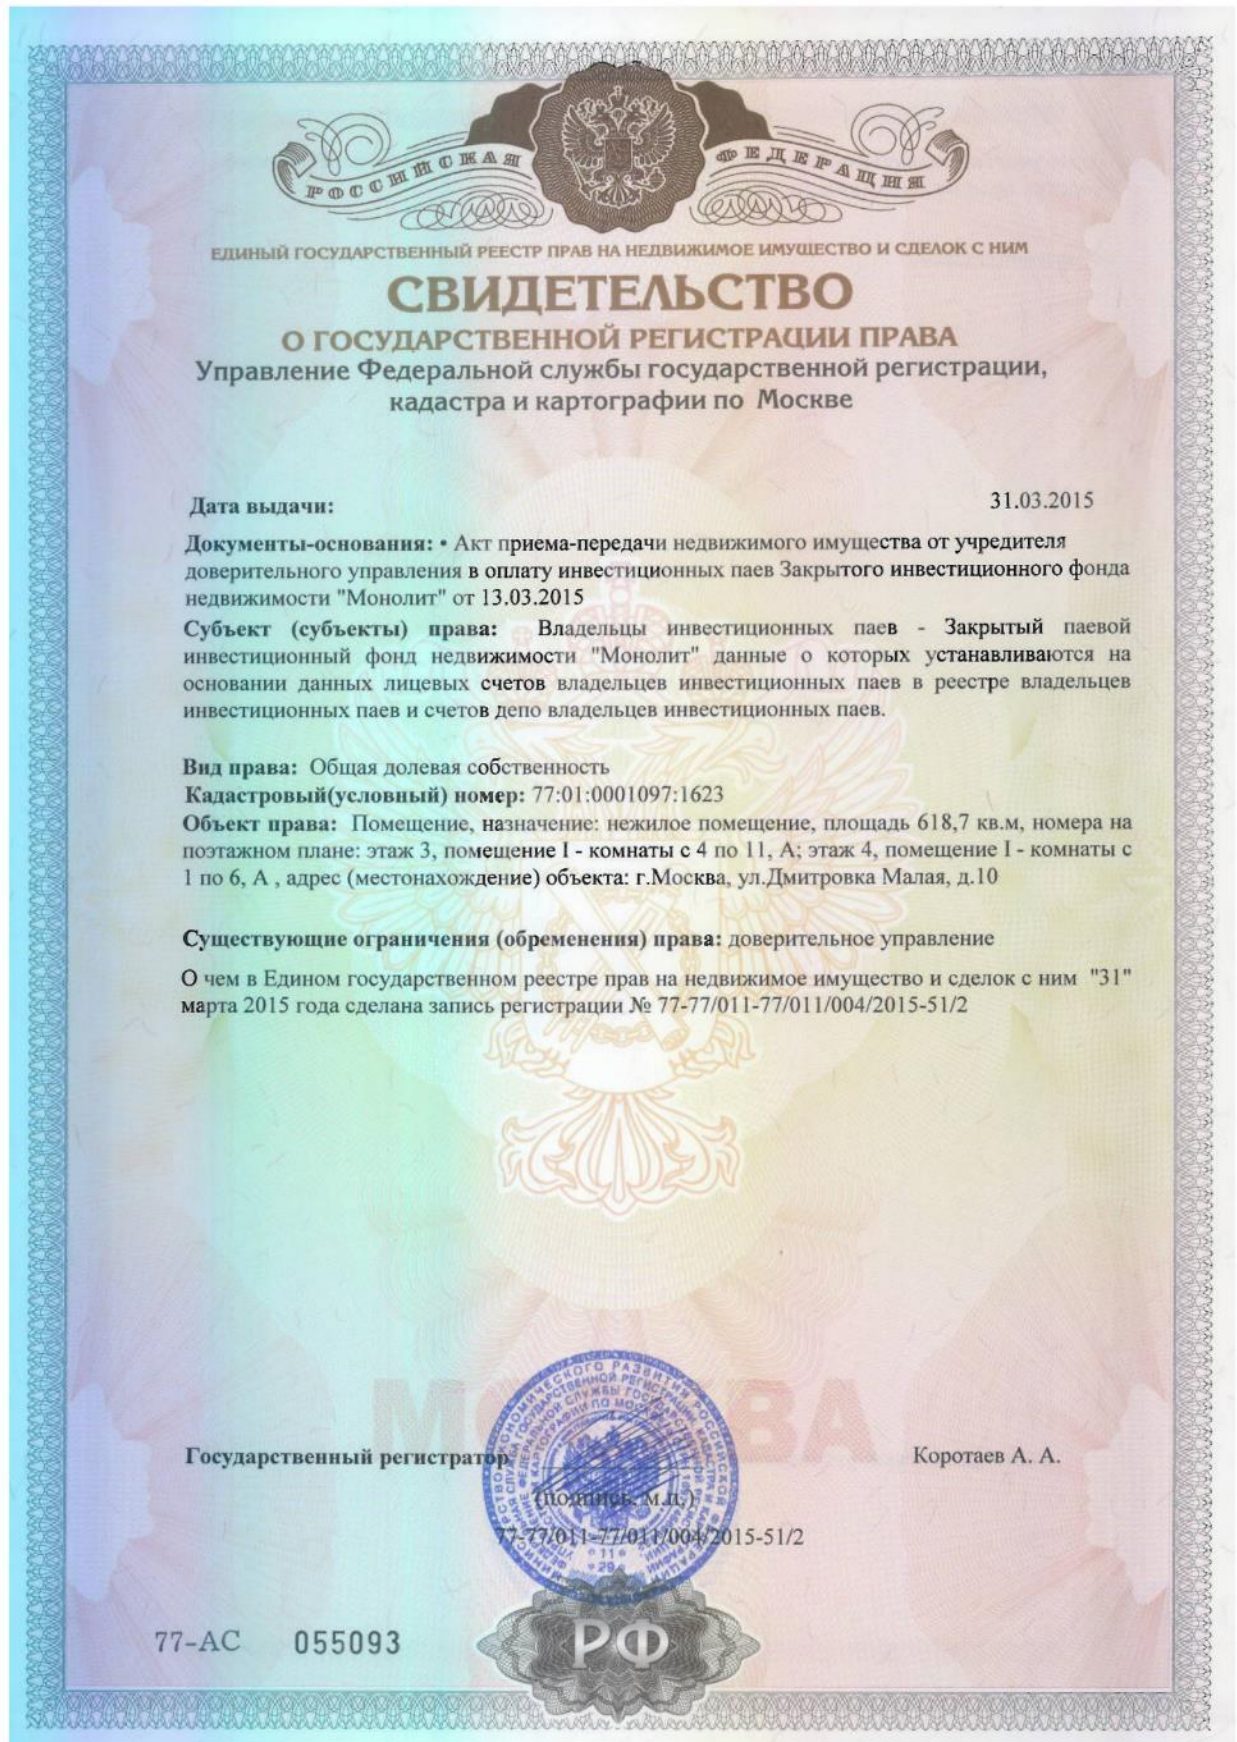 РОССИЙСКАЯ ФЕДЕРАЦИЯ
ЕДИНЫЙ ГОСУДАРСТВЕННЫЙ РЕЕСТР ПРАВ НА НЕДВИЖИМОЕ ИМУЩЕСТВО И СДЕЛОК С НИМ
СВИДЕТЕЛЬСТВО
О ГОСУДАРСТВЕННОЙ РЕГИСТРАЦИИ ПРАВА
Управление Федеральной службы государственной регистрации,
кадастра и картографии по Москве
Дата выдачи: 31.03.2015
Документы-основания: • Акт приема-передачи недвижимого имущества от учредителя
доверительного управления в оплату инвестиционных паев Закрытого инвестиционного фонда
недвижимости "Монолит" от 13.03.2015
Субъект (субъекты) права: Владельцы инвестиционных паев - Закрытый паевой
инвестиционный фонд недвижимости "Монолит" данные о которых устанавливаются на
основании данных лицевых счетов владельцев инвестиционных паев в реестре владельцев
инвестиционных паев и счетов депо владельцев инвестиционных паев.
Вид права: Общая долевая собственность
Кадастровый(условный) номер: 77:01:0001097:1623
Объект права: Помещение, назначение: нежилое помещение, площадь 618,7 кв.м, номера на
поэтажном плане: этаж 3, помещение I - комнаты с 4 по 11, А; этаж 4, помещение I - комнаты с
1 по 6, А , адрес (местонахождение) объекта: г.Москва, ул.Дмитровка Малая, д.10
Существующие ограничения (обременения) права: доверительное управление
О чем в Едином государственном реестре прав на недвижимое имущество и сделок с ним "31"
марта 2015 года сделана запись регистрации № 77-77/011-77/011/004/2015-51/2
МОСКВА
Государственный регистратор Коротаев А. А.
(подпись, м.п.)
77-77/011-77/011/004/2015-51/2
77-АС 055093
РФ